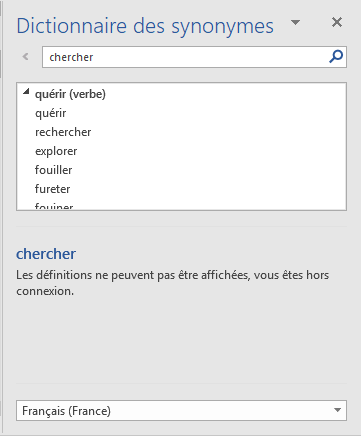 Dictionnaire des synonymes
chercher
quérir (verbe)
quérir
rechercher
explorer
fouiller
fureter
fouiner
chercher
Les définitions ne peuvent pas être affichées, vous êtes hors
connexion.
Français (France)